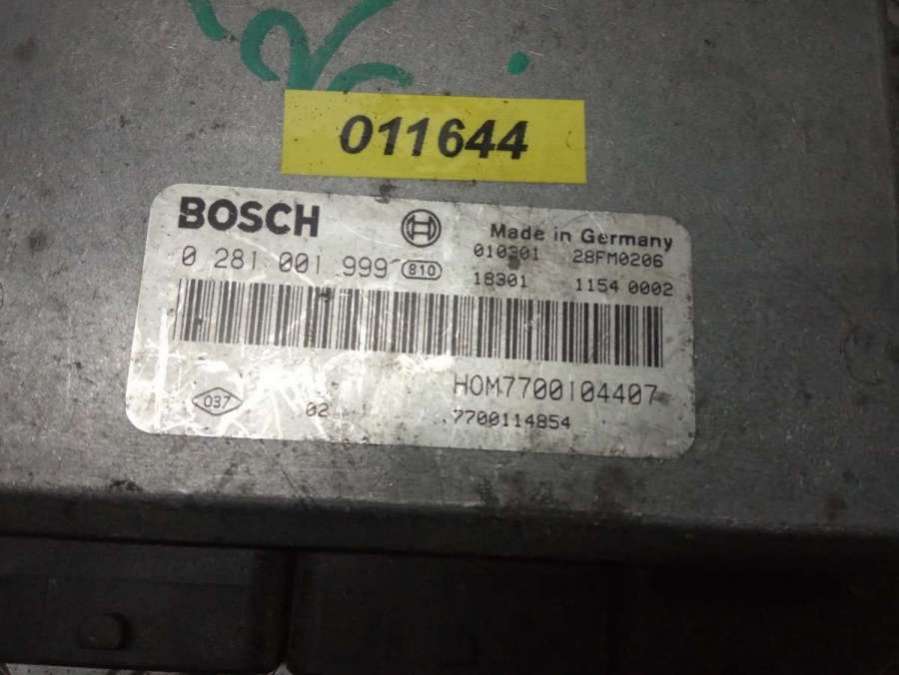 011644
BOSCH
Made in Germany
0 281 001 999 810
010301 28FM0206
18301 1154 0002
HOM7700104407
037
02
7700114854